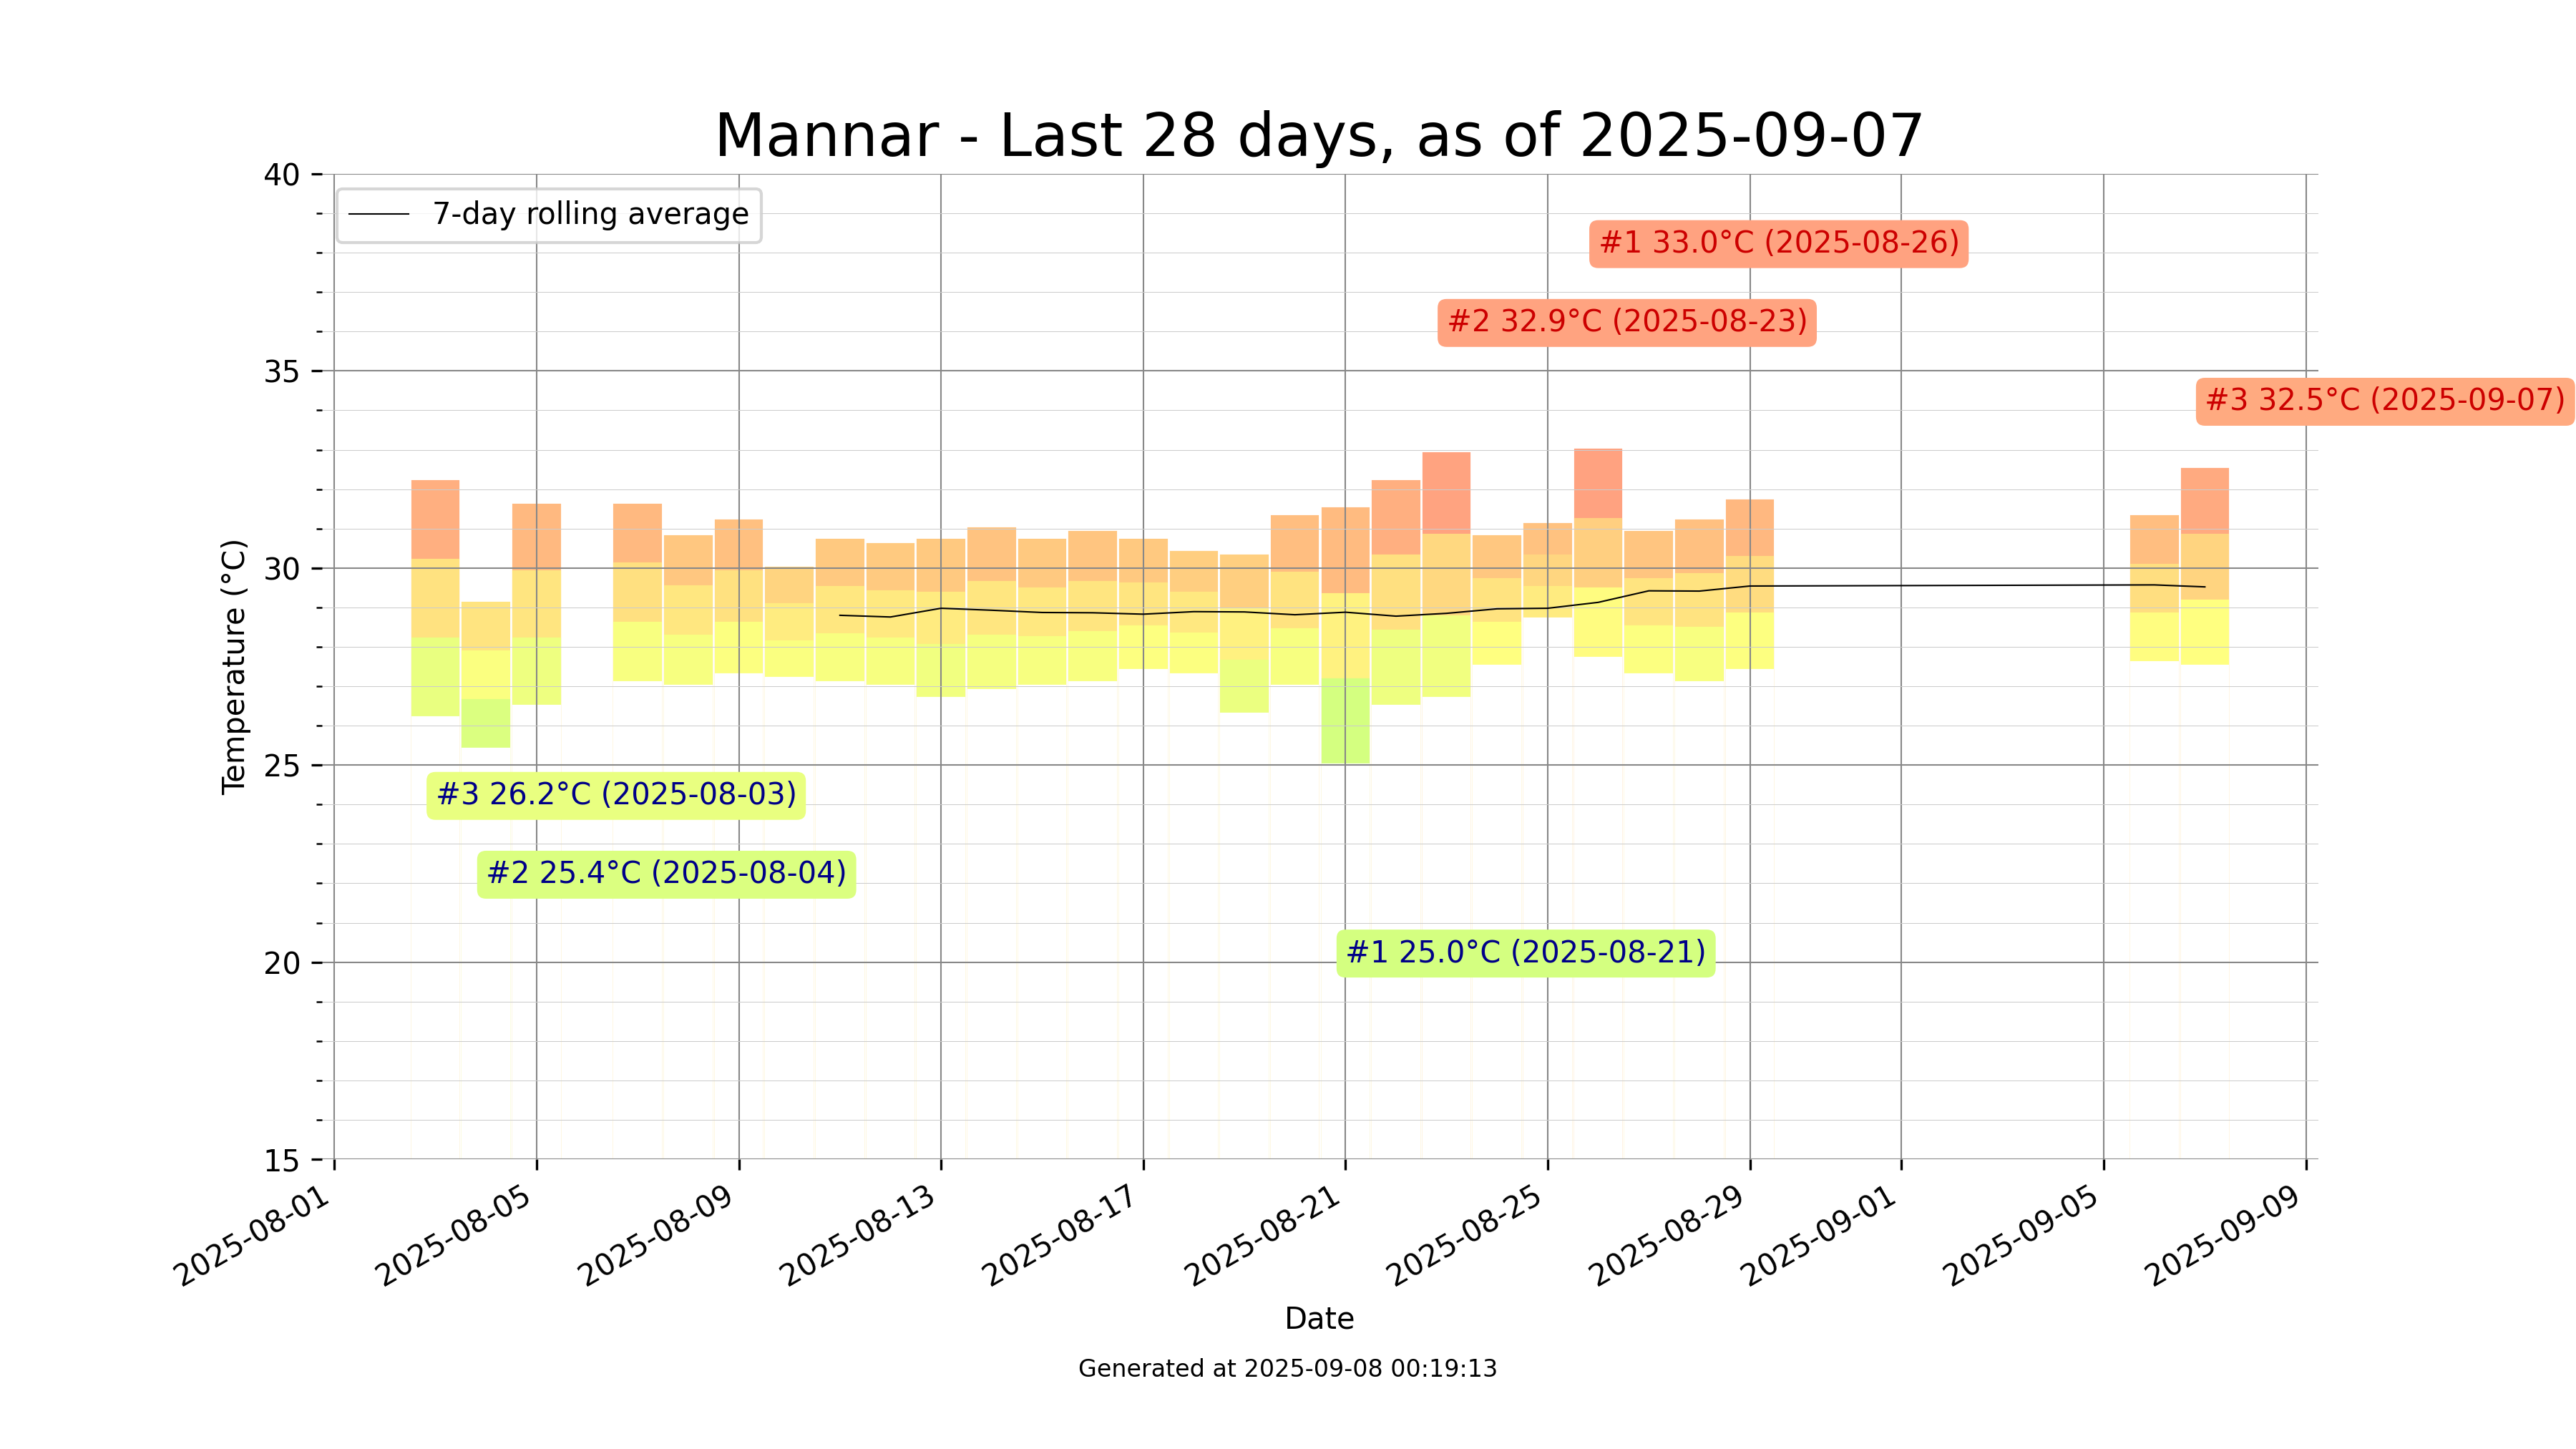 Mannar - Last 28 days, as of 2025-09-07
7-day rolling average
#1 33.0°C (2025-08-26)
#2 32.9°C (2025-08-23)
#3 32.5°C (2025-09-07)
#3 26.2°C (2025-08-03)
#2 25.4°C (2025-08-04)
#1 25.0°C (2025-08-21)
Temperature (°C)
40
35
30
25
20
15
2025-08-01
2025-08-05
2025-08-09
2025-08-13
2025-08-17
2025-08-21
2025-08-25
2025-08-29
2025-09-01
2025-09-05
2025-09-09
Date
Generated at 2025-09-08 00:19:13